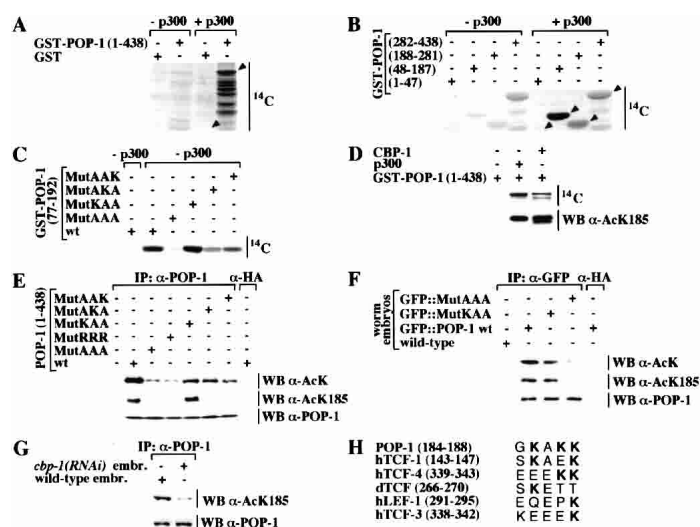 A
- p300 + p300
GST-POP-1 (1-438) - + - +
GST + - + -
14C
B
- p300 + p300
GST-POP-1
(282-438) - - - + - - - +
(188-281) - - + - - - + -
(48-187) - + - - - + - -
(1-47) + - - - + - - -
14C
C
- p300 - p300
GST-POP-1 (77-192)
MutAAK - - - - - +
MutAKA - - - - + -
MutKAA - - - + - -
MutAAA - - + - - -
wt + + - - - -
14C
D
CBP-1 - - +
p300 - + -
GST-POP-1 (1-438) + + +
14C
WB α-AcK185
E
IP: α-POP-1 α-HA
POP-1 (1-438)
MutAAK - - - - - - + -
MutAKA - - - - - + - -
MutKAA - - - - + - - -
MutRRR - - - + - - - -
MutAAA - - + - - - - -
wt - + - - - - - +
WB α-AcK
WB α-AcK185
WB α-POP-1
F
IP: α-GFP α-HA
worm embryos
GFP::MutAAA - - - + -
GFP::MutKAA - - + - -
GFP::POP-1 wt - + - - +
wild-type + - - - -
WB α-AcK
WB α-AcK185
WB α-POP-1
G
IP: α-POP-1
cbp-1(RNAi) embr. - +
wild-type embr. + -
WB α-AcK185
WB α-POP-1
H
POP-1 (184-188) G K A K K
hTCF-1 (143-147) S K A E K
hTCF-4 (339-343) E E E K K
dTCF (266-270) S K E T T
hLEF-1 (291-295) E Q E P K
hTCF-3 (338-342) K E E E K